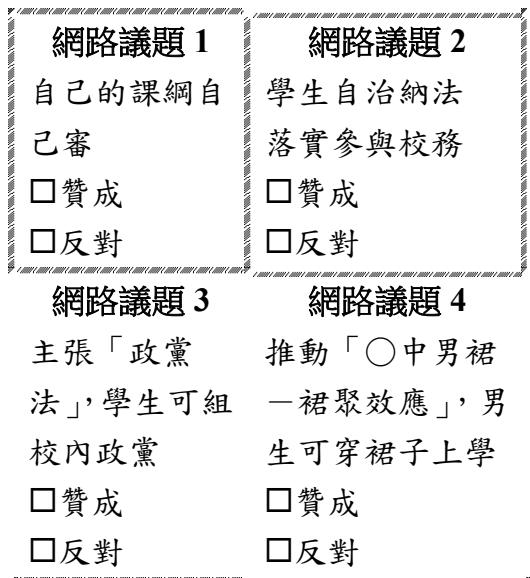 網路議題 1
自己的課綱自
己審
□贊成
□反對
網路議題 2
學生自治納法
落實參與校務
□贊成
□反對
網路議題 3
主張「政黨
法」，學生可組
校內政黨
□贊成
□反對
網路議題 4
推動「○中男裙
－裙聚效應」，男
生可穿裙子上學
□贊成
□反對